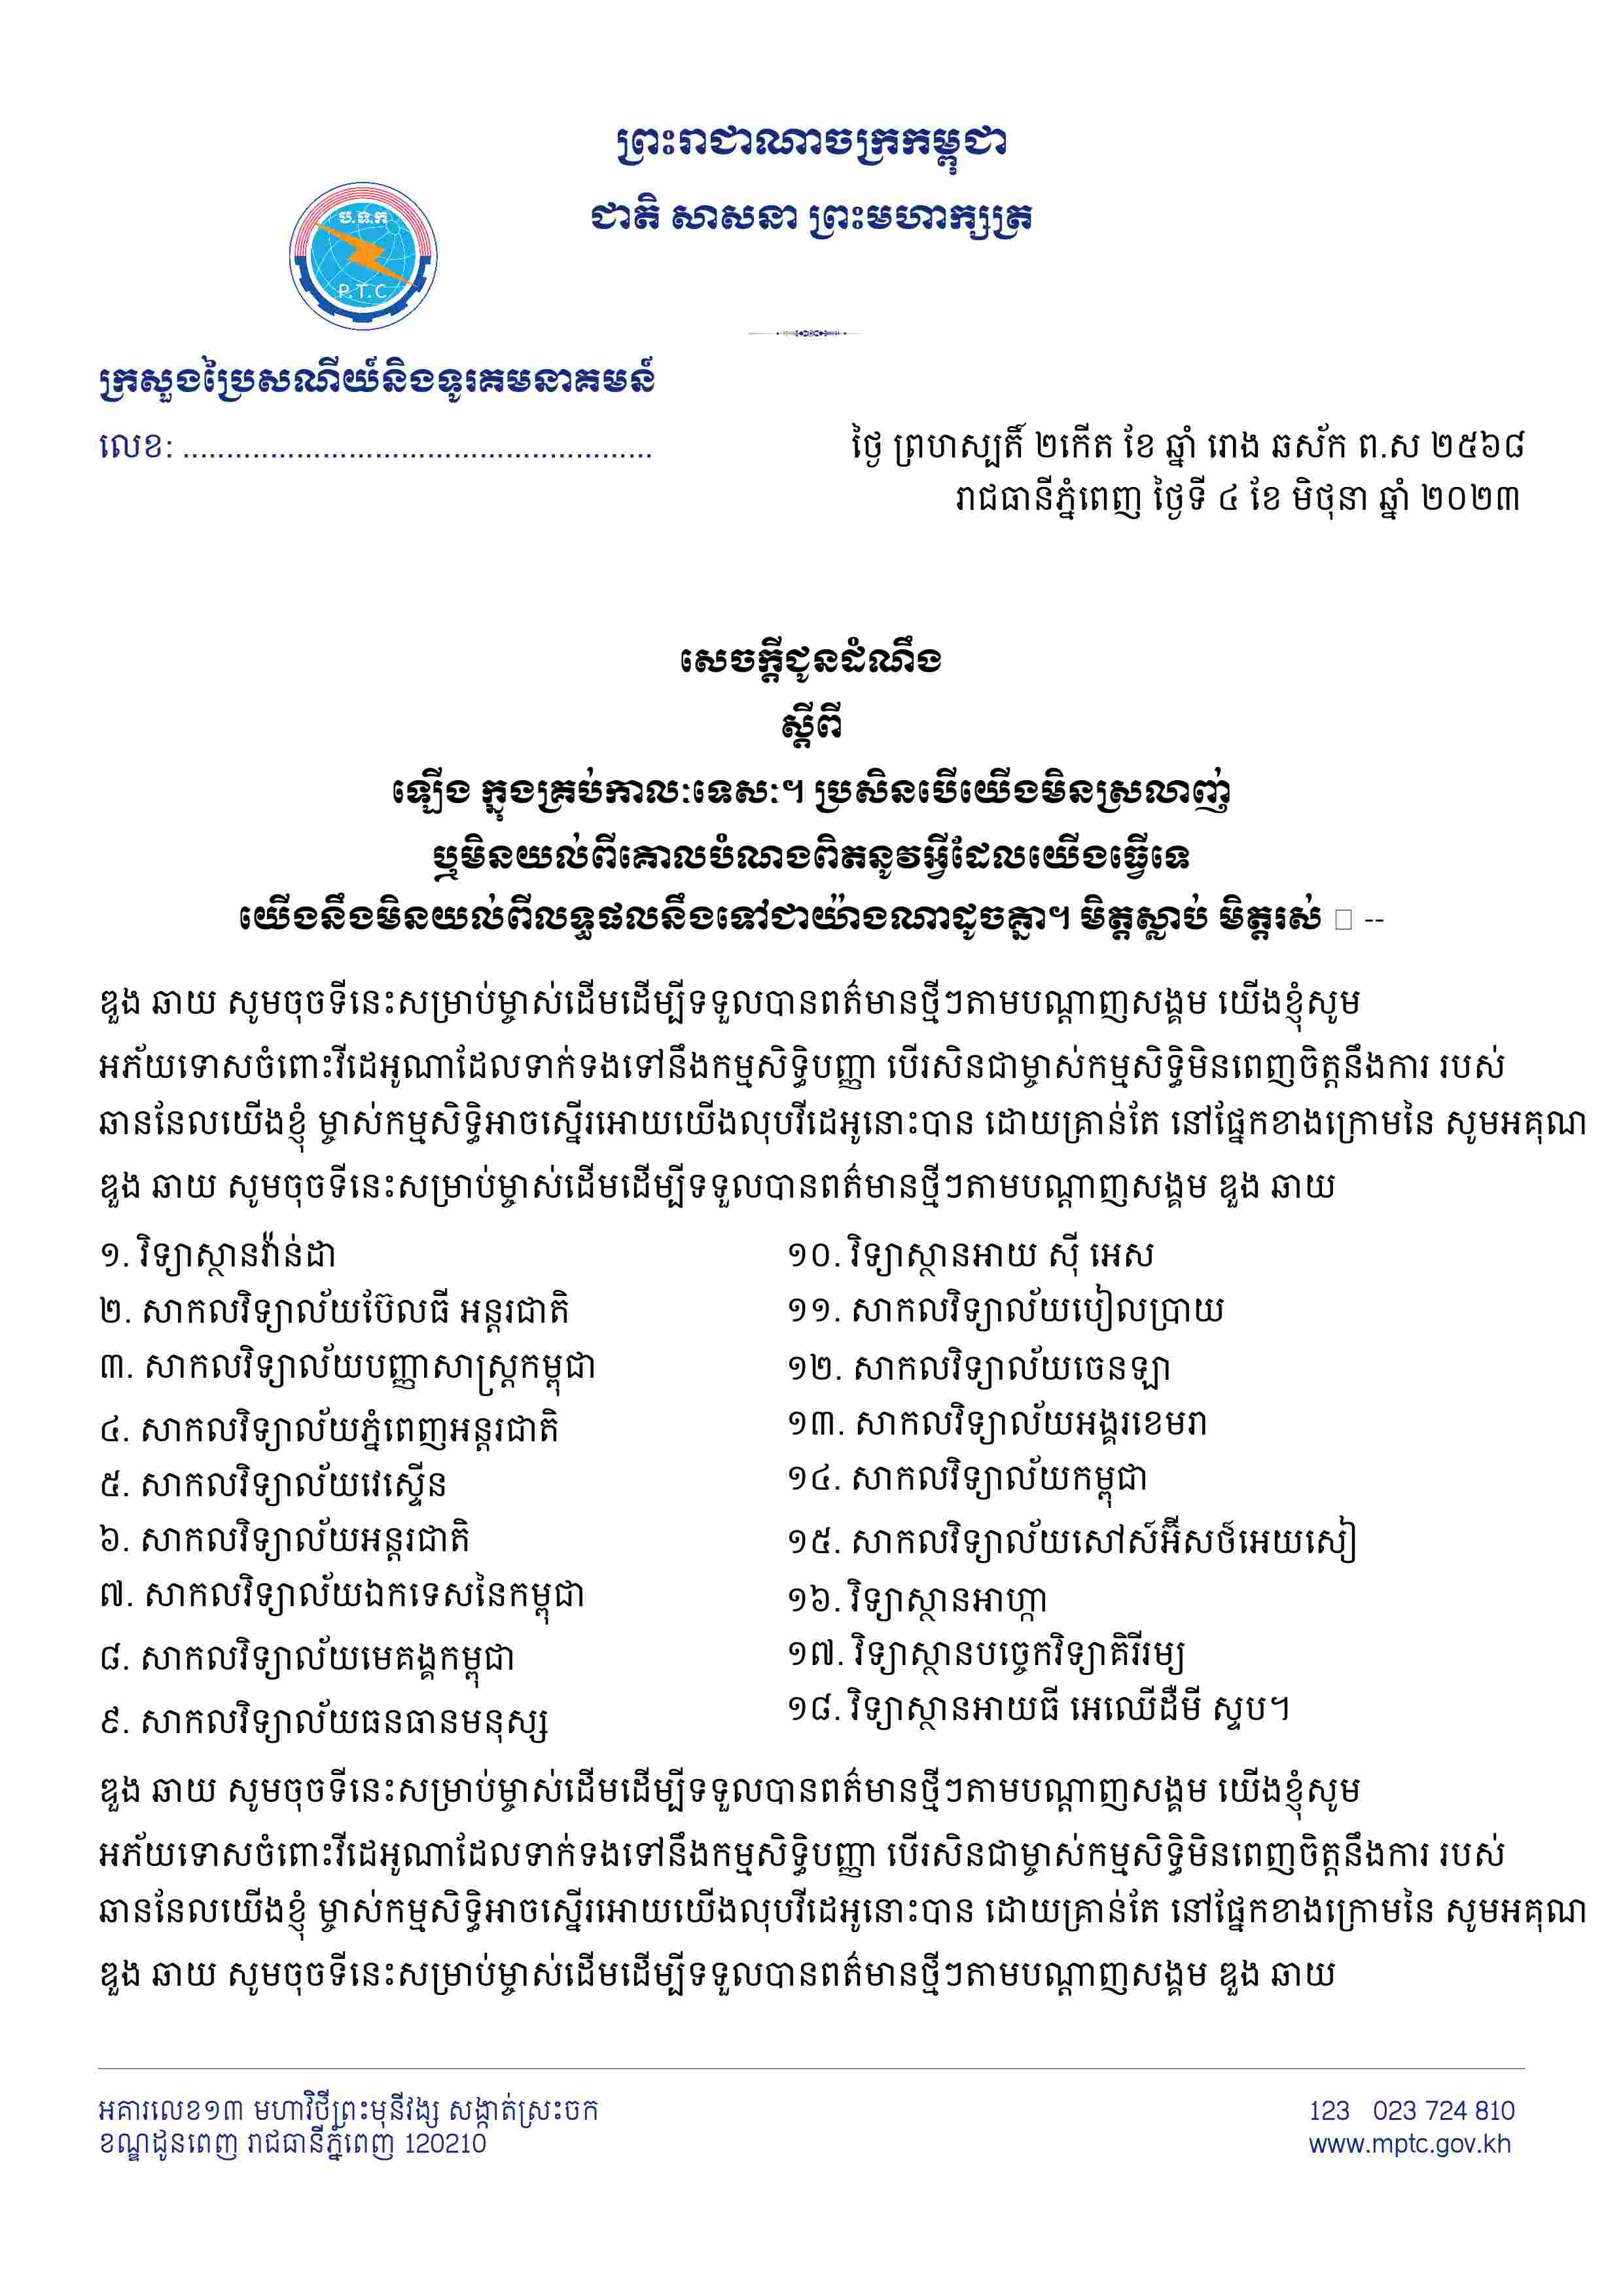 ព្រះរាជាណាចក្រកម្ពុជា
ជាតិ សាសនា ព្រះមហាក្សត្រ
ប.ទ.ក
P.T.C
ក្រសួងប្រៃសណីយ៍និងទូរគមនាគមន៍
លេខ: ......................................................
ថ្ងៃ ព្រហស្បតិ៍ ២កើត ខែ ឆ្នាំ រោង ឆស័ក ព.ស ២៥៦៨
រាជធានីភ្នំពេញ ថ្ងៃទី ៤ ខែ មិថុនា ឆ្នាំ ២០២៣
សេចក្តីជូនដំណឹង
ស្តីពី
ឡើង ក្នុងគ្រប់កាលៈទេសៈ។ ប្រសិនបើយើងមិនស្រលាញ់
ឬមិនយល់ពីគោលបំណងពិតនូវអ្វីដែលយើងធ្វើទេ
យើងនឹងមិនយល់ពីលទ្ធផលនឹងទៅជាយ៉ាងណាដូចគ្នា។ មិត្តស្លាប់ មិត្តរស់ --
ឌួង ឆាយ សូមចុចទីនេះសម្រាប់ម្ចាស់ដើមដើម្បីទទួលបានពត៌មានថ្មីៗតាមបណ្តាញសង្គម យើងខ្ញុំសូម
អភ័យទោសចំពោះវីដេអូណាដែលទាក់ទងទៅនឹងកម្មសិទ្ធិបញ្ញា បើរសិនជាម្ចាស់កម្មសិទ្ធិមិនពេញចិត្តនឹងការ របស់
ឆាននែលយើងខ្ញុំ ម្ចាស់កម្មសិទ្ធិអាចស្នើរអោយយើងលុបវីដេអូនោះបាន ដោយគ្រាន់តែ នៅផ្នែកខាងក្រោមនៃ សូមអគុណ
ឌួង ឆាយ សូមចុចទីនេះសម្រាប់ម្ចាស់ដើមដើម្បីទទួលបានពត៌មានថ្មីៗតាមបណ្តាញសង្គម ឌួង ឆាយ
១. វិទ្យាស្ថានវ៉ាន់ដា
២. សាកលវិទ្យាល័យប៊ែលធី អន្តរជាតិ
៣. សាកលវិទ្យាល័យបញ្ញាសាស្ត្រកម្ពុជា
៤. សាកលវិទ្យាល័យភ្នំពេញអន្តរជាតិ
៥. សាកលវិទ្យាល័យវេស្ទើន
៦. សាកលវិទ្យាល័យអន្តរជាតិ
៧. សាកលវិទ្យាល័យឯកទេសនៃកម្ពុជា
៨. សាកលវិទ្យាល័យមេគង្គកម្ពុជា
៩. សាកលវិទ្យាល័យធនធានមនុស្ស
១០. វិទ្យាស្ថានអាយ ស៊ី អេស
១១. សាកលវិទ្យាល័យបៀលប្រាយ
១២. សាកលវិទ្យាល័យចេនឡា
១៣. សាកលវិទ្យាល័យអង្គរខេមរា
១៤. សាកលវិទ្យាល័យកម្ពុជា
១៥. សាកលវិទ្យាល័យសៅស៍អ៊ីសថ៍អេយសៀ
១៦. វិទ្យាស្ថានអាហ្កា
១៧. វិទ្យាស្ថានបច្ចេកវិទ្យាគិរីរម្យ
១៨. វិទ្យាស្ថានអាយធី អេឈើដឺមី ស្ទប។
ឌួង ឆាយ សូមចុចទីនេះសម្រាប់ម្ចាស់ដើមដើម្បីទទួលបានពត៌មានថ្មីៗតាមបណ្តាញសង្គម យើងខ្ញុំសូម
អភ័យទោសចំពោះវីដេអូណាដែលទាក់ទងទៅនឹងកម្មសិទ្ធិបញ្ញា បើរសិនជាម្ចាស់កម្មសិទ្ធិមិនពេញចិត្តនឹងការ របស់
ឆាននែលយើងខ្ញុំ ម្ចាស់កម្មសិទ្ធិអាចស្នើរអោយយើងលុបវីដេអូនោះបាន ដោយគ្រាន់តែ នៅផ្នែកខាងក្រោមនៃ សូមអគុណ
ឌួង ឆាយ សូមចុចទីនេះសម្រាប់ម្ចាស់ដើមដើម្បីទទួលបានពត៌មានថ្មីៗតាមបណ្តាញសង្គម ឌួង ឆាយ
អគារលេខ១៣ មហាវិថីព្រះមុនីវង្ស សង្កាត់ស្រះចក
ខណ្ឌដូនពេញ រាជធានីភ្នំពេញ 120210
123 023 724 810
www.mptc.gov.kh